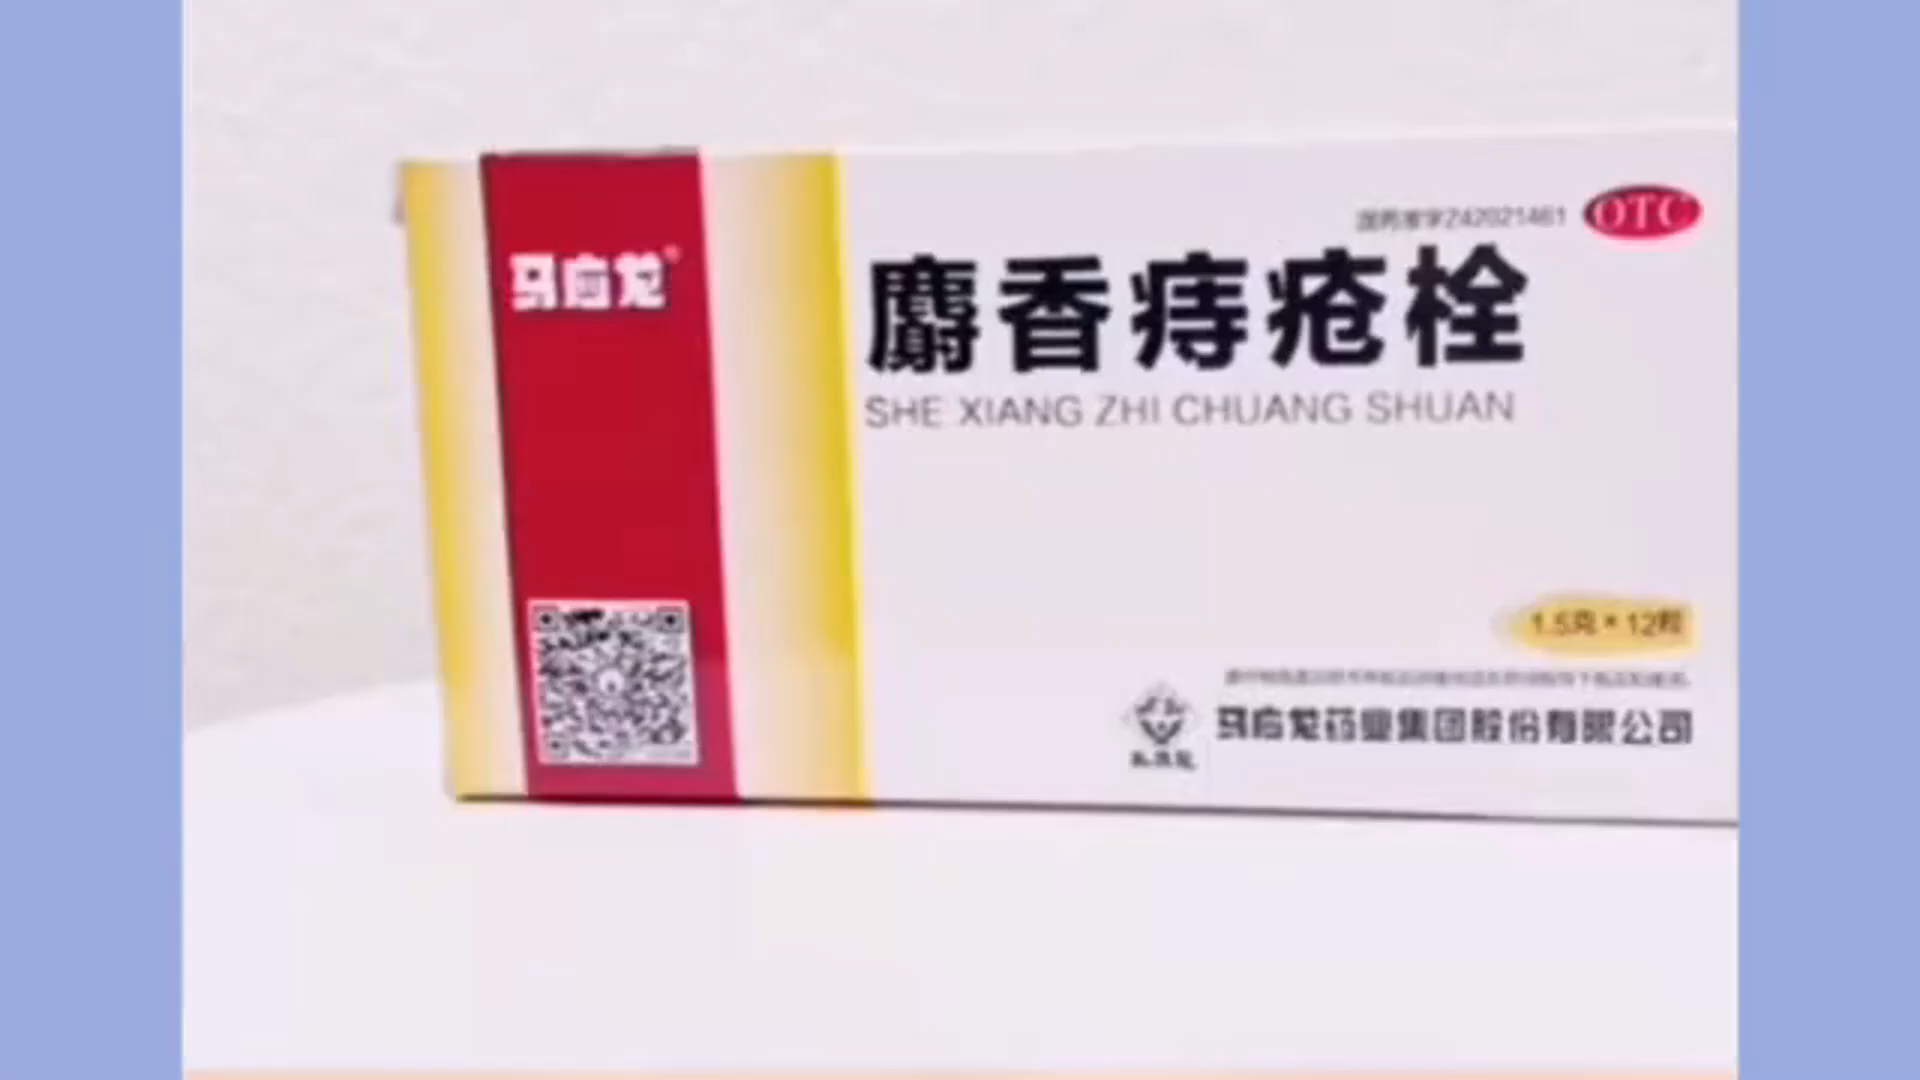 国药准字Z42021461
OTC
马应龙®
麝香痔疮栓
SHE XIANG ZHI CHUANG SHUAN
1.5克*12粒
马应龙药业集团股份有限公司